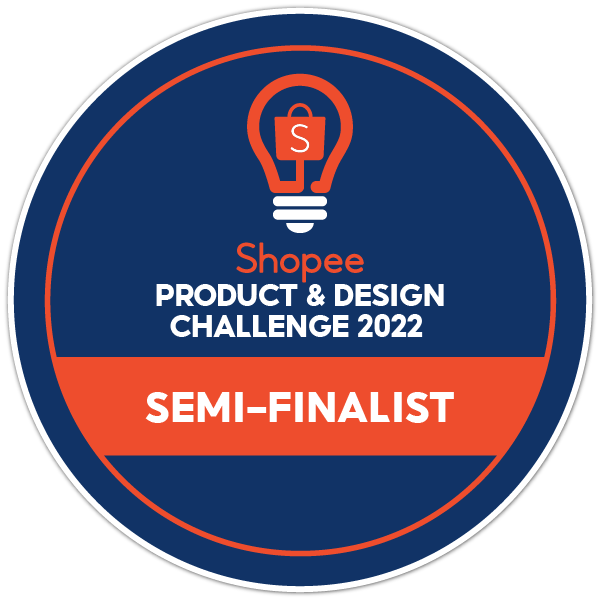 S
Shopee
PRODUCT & DESIGN
CHALLENGE 2022
SEMI-FINALIST